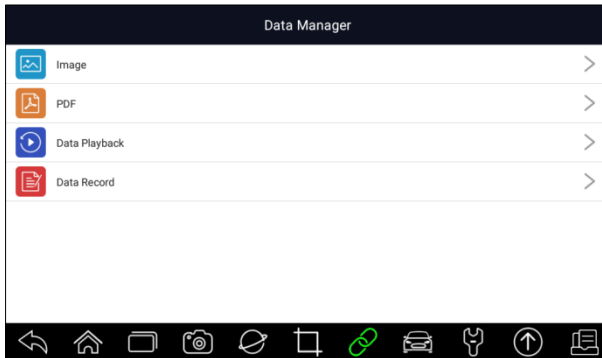 Data Manager
Image
PDF
Data Playback
Data Record